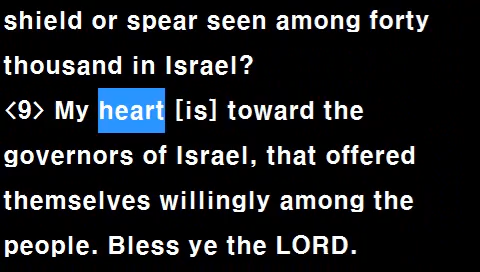 shield or spear seen among forty
thousand in Israel?
<9> My heart [is] toward the
governors of Israel, that offered
themselves willingly among the
people. Bless ye the LORD.